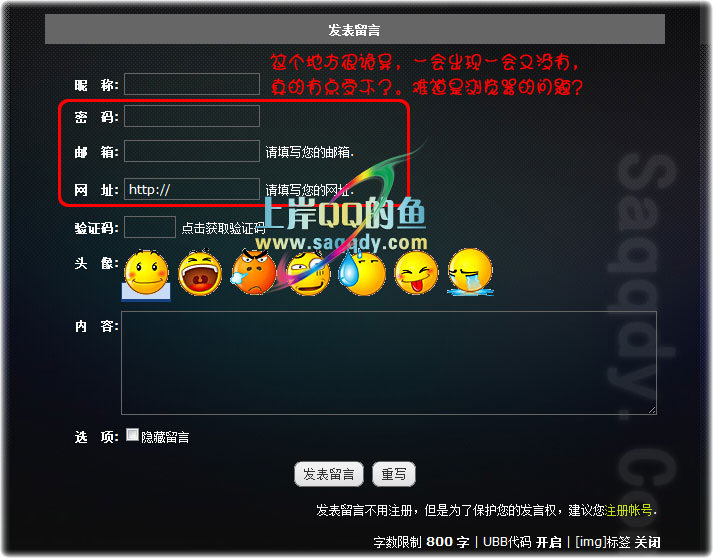 发表留言
这个地方很诡异，一会出现一会又没有，
真的有点受不了。难道是浏览器的问题？
昵 称:
密 码:
邮 箱: 请填写您的邮箱.
网 址: http:// 请填写您的网址.
上岸QQ的鱼
验证码: 点击获取验证码
www.saqqdy.com
头 像:
内 容:
Saqqdy. Co
选 项: 隐藏留言
发表留言 重写
发表留言不用注册，但是为了保护您的发言权，建议您注册帐号.
字数限制 800 字 | UBB代码 开启 | [img]标签 关闭